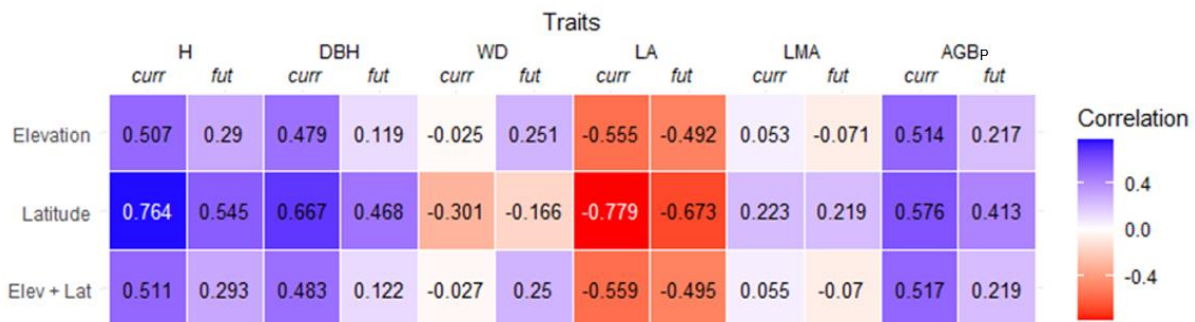 Traits
H DBH WD LA LMA AGBP
curr fut curr fut curr fut curr fut curr fut curr fut
Elevation 0.507 0.29 0.479 0.119 -0.025 0.251 -0.555 -0.492 0.053 -0.071 0.514 0.217
Latitude 0.764 0.545 0.667 0.468 -0.301 -0.166 -0.779 -0.673 0.223 0.219 0.576 0.413
Elev + Lat 0.511 0.293 0.483 0.122 -0.027 0.25 -0.559 -0.495 0.055 -0.07 0.517 0.219
Correlation
0.4
0.0
-0.4